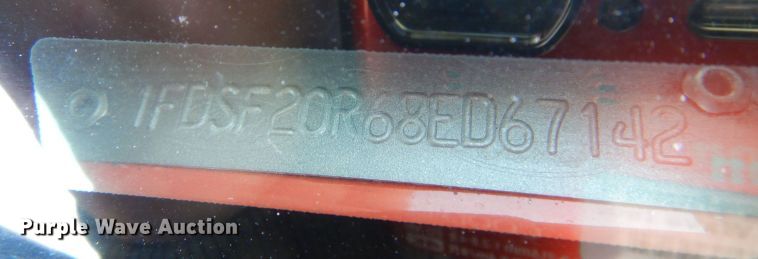 1FDSF20R68ED67142
Purple Wave Auction